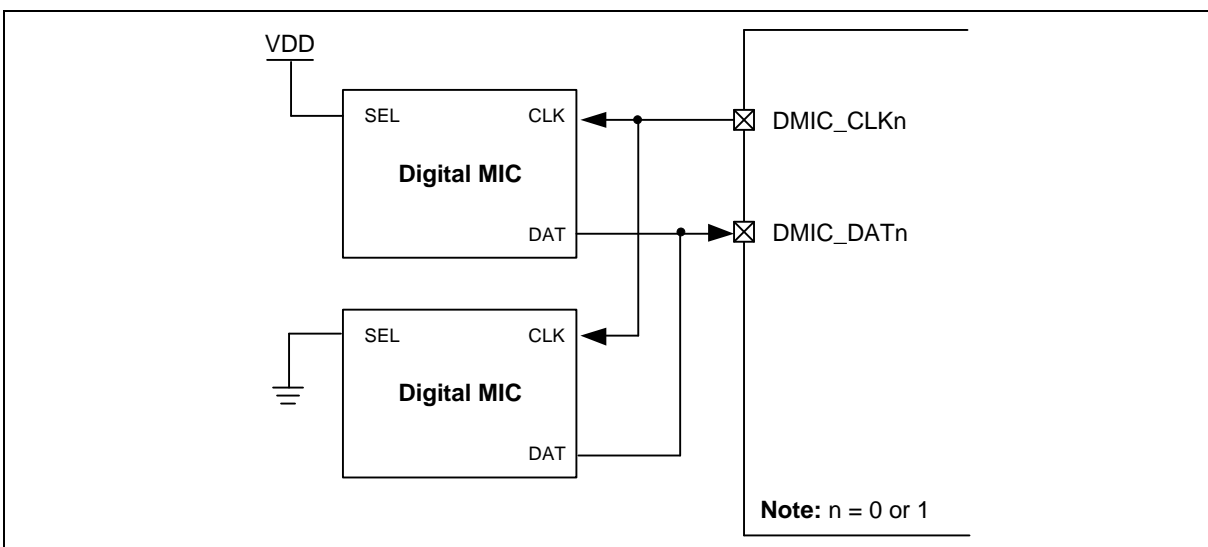 VDD
SEL
CLK
DMIC_CLKn
Digital MIC
DAT
DMIC_DATn
SEL
CLK
Digital MIC
DAT
Note: n = 0 or 1